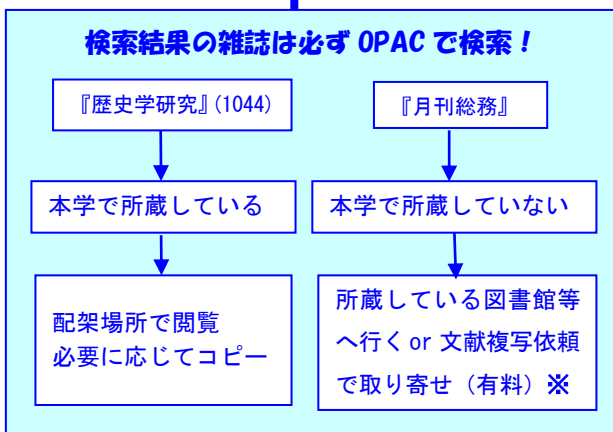 検索結果の雑誌は必ず OPAC で検索！
『歴史学研究』(1044)
『月刊総務』
本学で所蔵している
本学で所蔵していない
配架場所で閲覧
必要に応じてコピー
所蔵している図書館等
へ行く or 文献複写依頼
で取り寄せ（有料）※